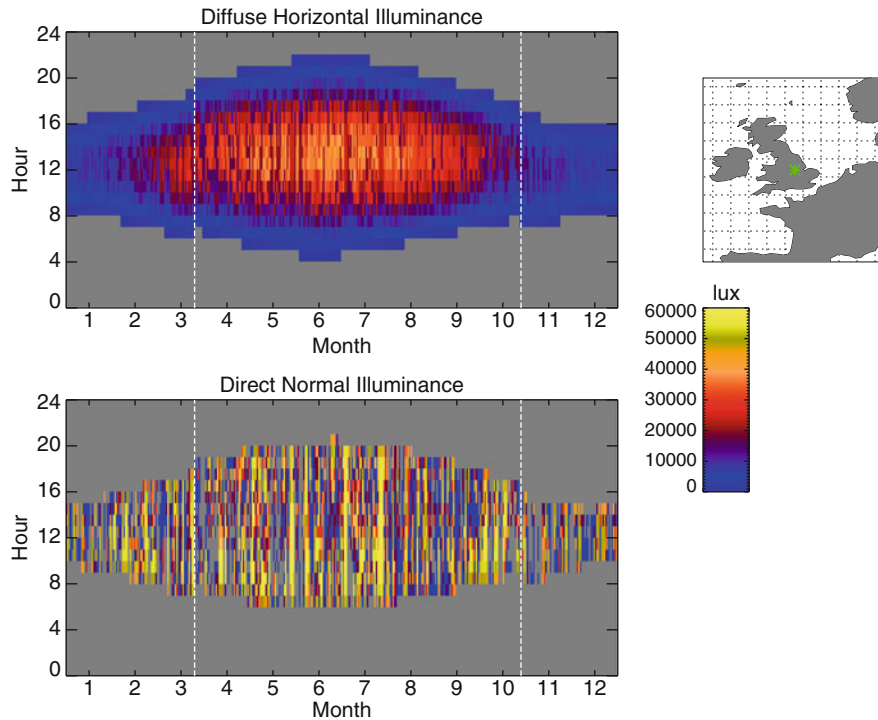 Diffuse Horizontal Illuminance
24
20
16
12
8
4
0
Hour
1 2 3 4 5 6 7 8 9 10 11 12
Month
lux
60000
50000
40000
30000
20000
10000
0
Direct Normal Illuminance
24
20
16
12
8
4
0
Hour
1 2 3 4 5 6 7 8 9 10 11 12
Month